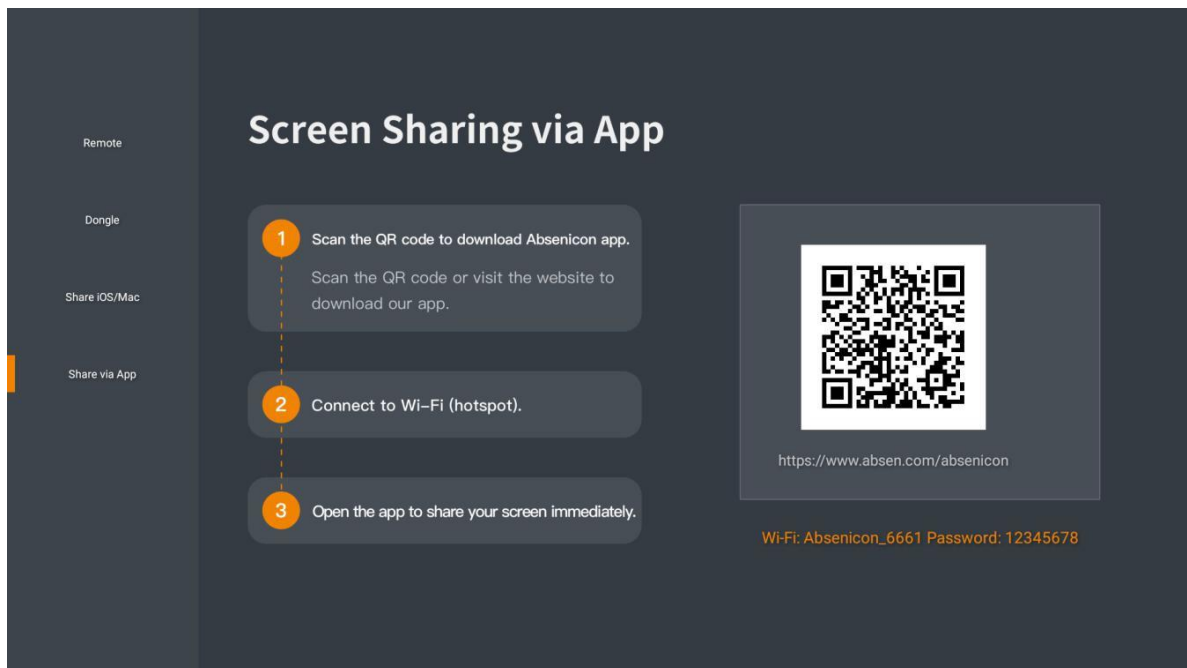 Remote
Dongle
Share iOS/Mac
Share via App
Screen Sharing via App
1
Scan the QR code to download Absenicon app.
Scan the QR code or visit the website to
download our app.
2
Connect to Wi-Fi (hotspot).
3
Open the app to share your screen immediately.
https://www.absen.com/absenicon
Wi-Fi: Absenicon_6661 Password: 12345678